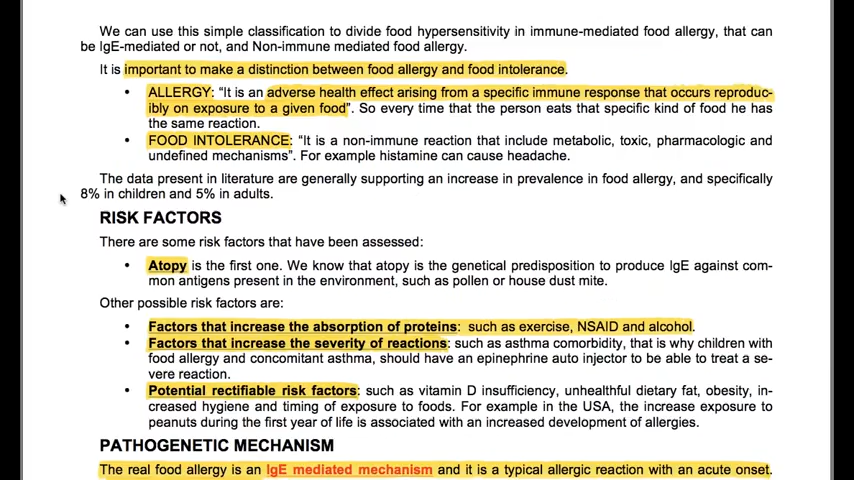 We can use this simple classification to divide food hypersensitivity in immune-mediated food allergy, that can
be IgE-mediated or not, and Non-immune mediated food allergy.
It is important to make a distinction between food allergy and food intolerance.
• ALLERGY: “It is an adverse health effect arising from a specific immune response that occurs reproduc-
ibly on exposure to a given food”. So every time that the person eats that specific kind of food he has
the same reaction.
• FOOD INTOLERANCE: “It is a non-immune reaction that include metabolic, toxic, pharmacologic and
undefined mechanisms”. For example histamine can cause headache.
The data present in literature are generally supporting an increase in prevalence in food allergy, and specifically
8% in children and 5% in adults.
RISK FACTORS
There are some risk factors that have been assessed:
• Atopy is the first one. We know that atopy is the genetical predisposition to produce IgE against com-
mon antigens present in the environment, such as pollen or house dust mite.
Other possible risk factors are:
• Factors that increase the absorption of proteins: such as exercise, NSAID and alcohol.
• Factors that increase the severity of reactions: such as asthma comorbidity, that is why children with
food allergy and concomitant asthma, should have an epinephrine auto injector to be able to treat a se-
vere reaction.
• Potential rectifiable risk factors: such as vitamin D insufficiency, unhealthful dietary fat, obesity, in-
creased hygiene and timing of exposure to foods. For example in the USA, the increase exposure to
peanuts during the first year of life is associated with an increased development of allergies.
PATHOGENETIC MECHANISM
The real food allergy is an IgE mediated mechanism and it is a typical allergic reaction with an acute onset.